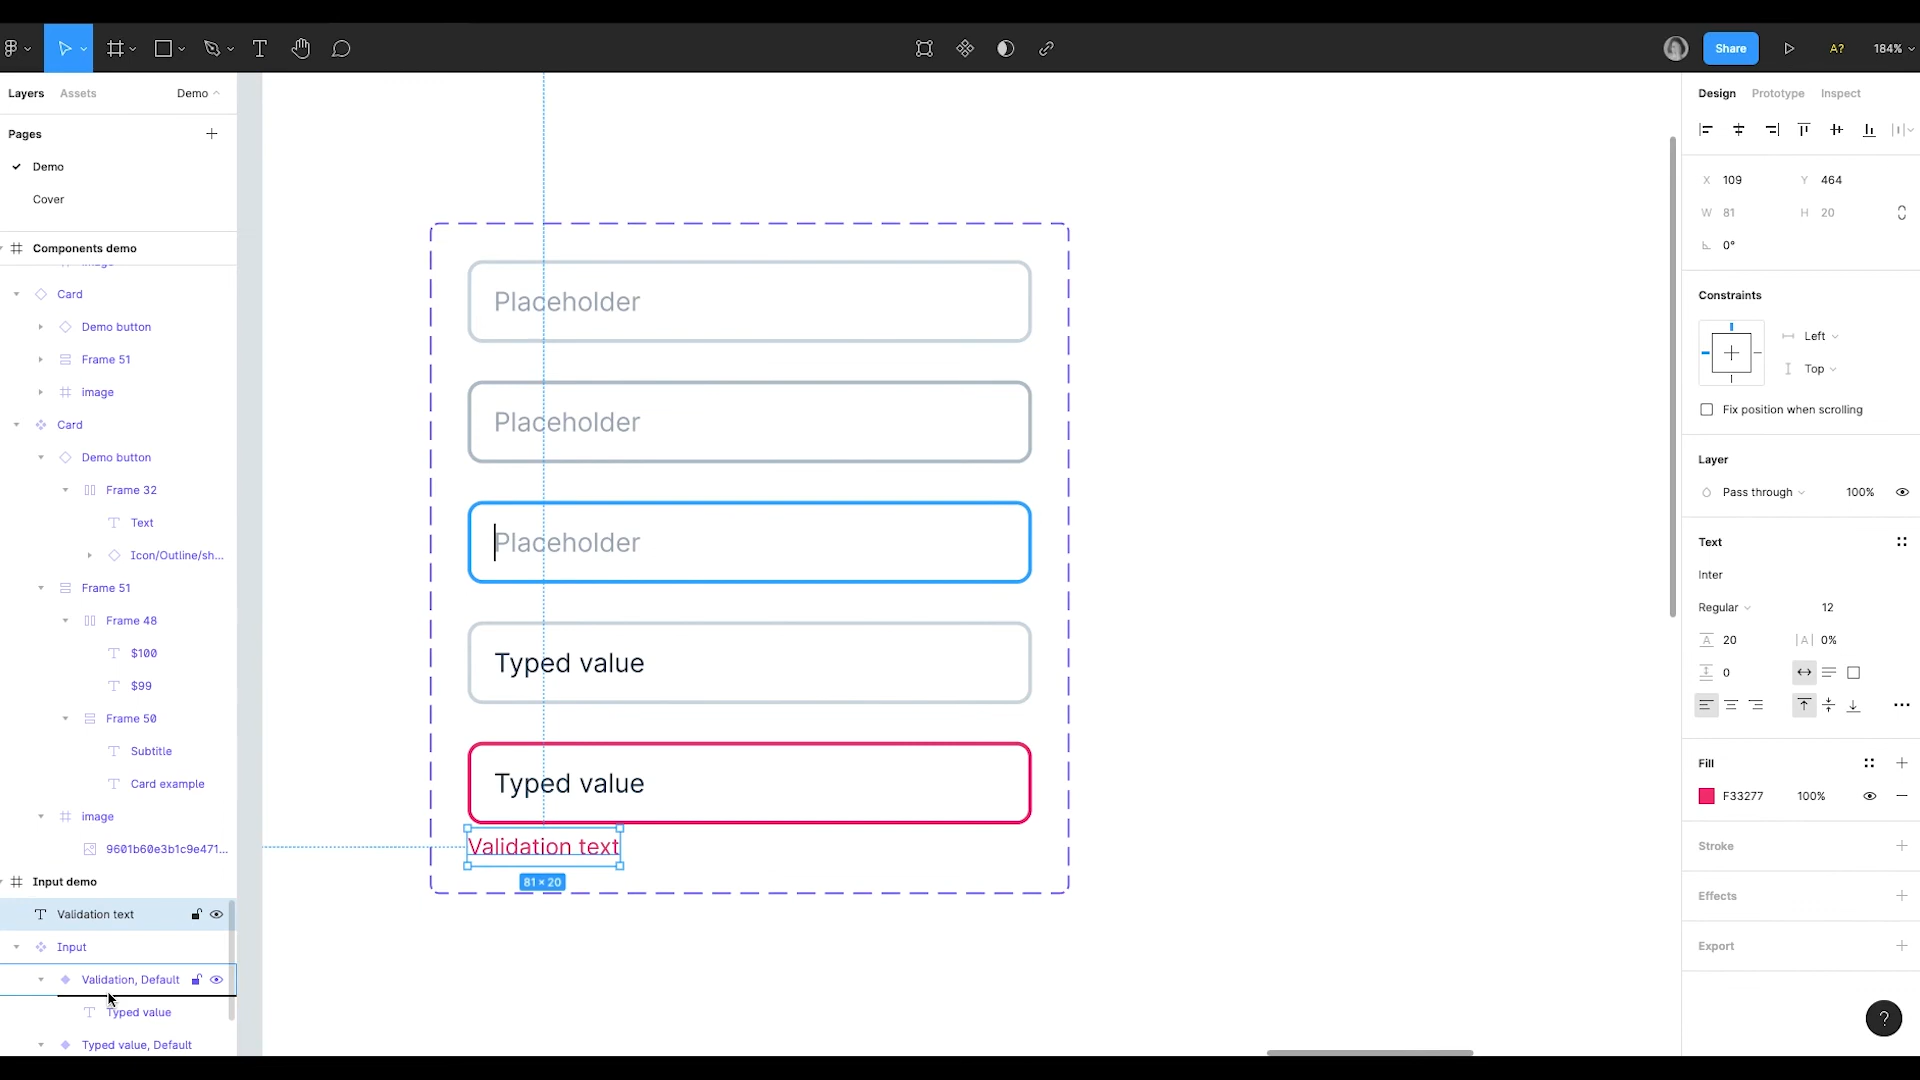 Share
A?
184%
Layers
Assets
Demo
Pages
Demo
Cover
Components demo
Card
Demo button
Frame 51
image
Card
Demo button
Frame 32
Text
Icon/Outline/sh...
Frame 51
Frame 48
$100
$99
Frame 50
Subtitle
Card example
image
9601b60e3b1c9e471...
Input demo
Validation text
Input
Validation, Default
Typed value
Typed value, Default
Placeholder
Placeholder
Placeholder
Typed value
Typed value
Validation text
81 × 20
Design
Prototype
Inspect
X 109
Y 464
W 81
H 20
0°
Constraints
Left
Top
Fix position when scrolling
Layer
Pass through
100%
Text
Inter
Regular
12
A 20
|A| 0%
0
Fill
F33277
100%
Stroke
Effects
Export
?